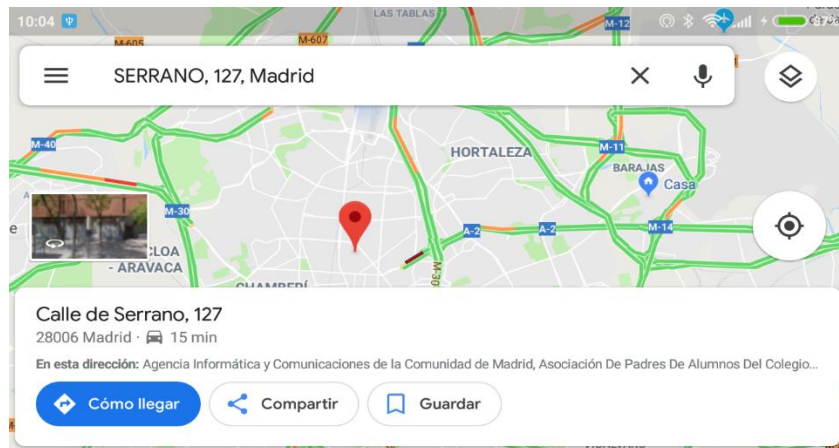 10:04
87%
LAS TABLAS
M-12
M-605
M-607
SERRANO, 127, Madrid
M-40
HORTALEZA
M-11
BARAJAS
Casa
M-30
A-2
A-2
M-14
- ARAVACA
M-30
CHAMBERÍ
Calle de Serrano, 127
28006 Madrid · 15 min
En esta dirección: Agencia Informática y Comunicaciones de la Comunidad de Madrid, Asociación De Padres De Alumnos Del Colegio...
Cómo llegar
Compartir
Guardar